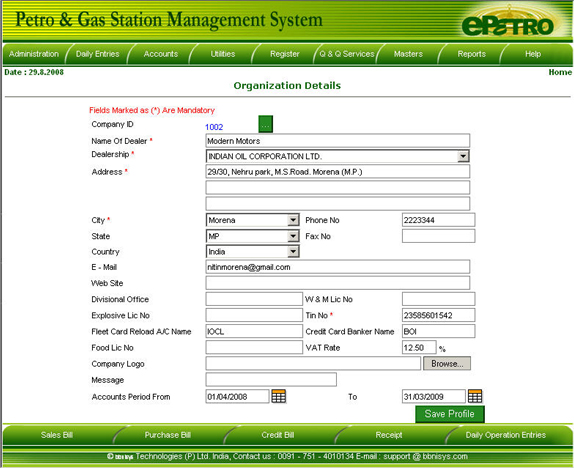 Petro & Gas Station Management System
ePETRO
Administration Daily Entries Accounts Utilities Register Q & Q Services Masters Reports Help
Date : 29.8.2008 Home
Organization Details
Fields Marked as (*) Are Mandatory
Company ID 1002 ...
Name Of Dealer * Modern Motors
Dealership * INDIAN OIL CORPORATION LTD.
Address * 29/30, Nehru park, M.S.Road. Morena (M.P.)
City * Morena Phone No 2223344
State MP Fax No
Country India
E - Mail nitinmorena@gmail.com
Web Site
Divisional Office W & M Lic No
Explosive Lic No Tin No * 23585601542
Fleet Card Reload A/C Name IOCL Credit Card Banker Name BOI
Food Lic No VAT Rate 12.50 %
Company Logo Browse...
Message
Accounts Period From 01/04/2008 To 31/03/2009
Save Profile
Sales Bill Purchase Bill Credit Bill Receipt Daily Operation Entries
© bbnisys Technologies (P) Ltd. India, Contact us : 0091 - 751 - 4010134 E-mail : support @ bbnisys.com